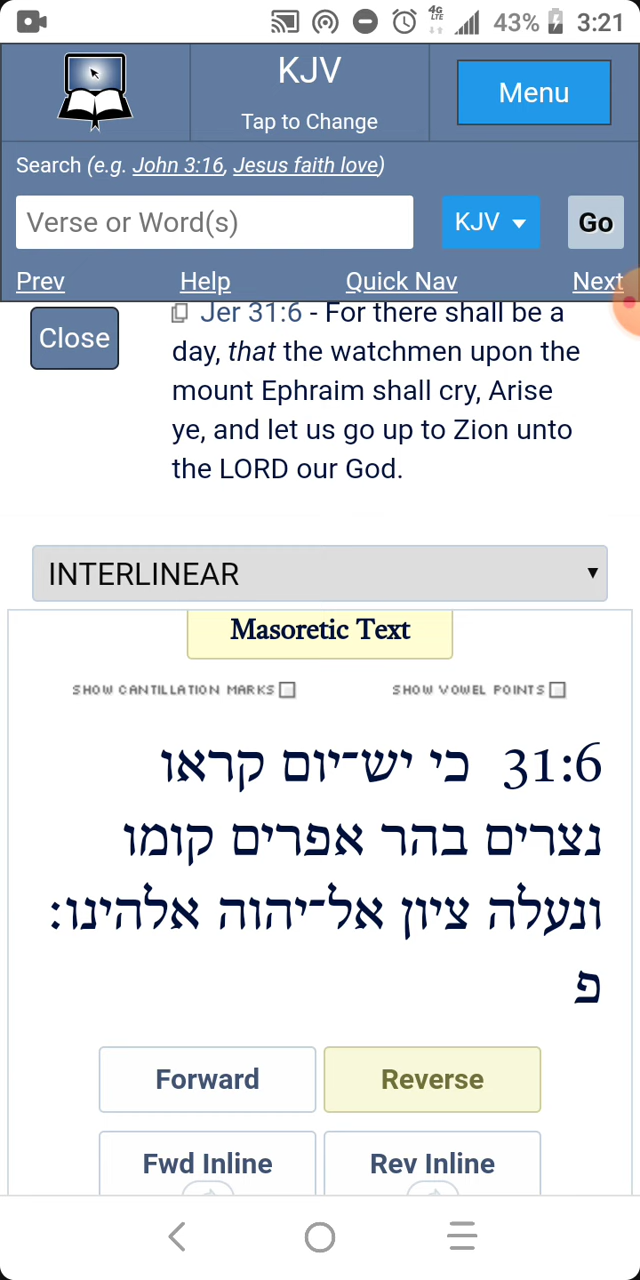 4G
LTE
43%
3:21
KJV
Tap to Change
Menu
Search (e.g. John 3:16, Jesus faith love)
Verse or Word(s)
KJV
Go
Prev
Help
Quick Nav
Next
Close
Jer 31:6 - For there shall be a
day, that the watchmen upon the
mount Ephraim shall cry, Arise
ye, and let us go up to Zion unto
the LORD our God.
INTERLINEAR
Masoretic Text
SHOW CANTILLATION MARKS
SHOW VOWEL POINTS
31:6 כי יש־יום קראו
נצרים בהר אפרים קומו
ונעלה ציון אל־יהוה אלהינו׃
פ
Forward
Reverse
Fwd Inline
Rev Inline